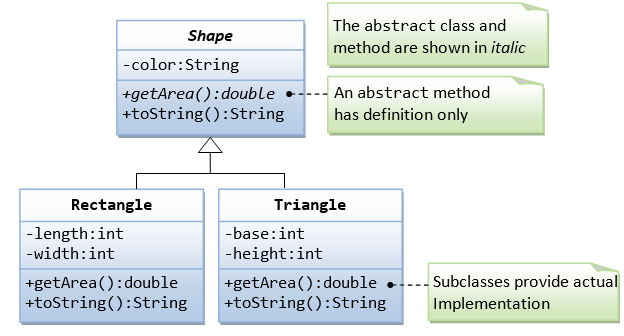 Shape
-color:String
+getArea():double
+toString():String
The abstract class and
method are shown in italic
An abstract method
has definition only
Rectangle
-length:int
-width:int
+getArea():double
+toString():String
Triangle
-base:int
-height:int
+getArea():double
+toString():String
Subclasses provide actual
Implementation